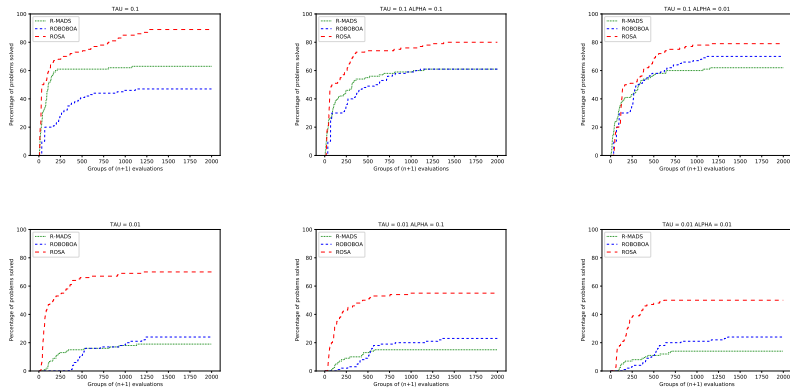 TAU = 0.1
Percentage of problems solved
100
80
60
40
20
0
R-MADS
ROBOBOA
ROSA
0 250 500 750 1000 1250 1500 1750 2000
Groups of (n+1) evaluations
TAU = 0.1 ALPHA = 0.1
Percentage of problems solved
100
80
60
40
20
0
R-MADS
ROBOBOA
ROSA
0 250 500 750 1000 1250 1500 1750 2000
Groups of (n+1) evaluations
TAU = 0.1 ALPHA = 0.01
Percentage of problems solved
100
80
60
40
20
0
R-MADS
ROBOBOA
ROSA
0 250 500 750 1000 1250 1500 1750 2000
Groups of (n+1) evaluations
TAU = 0.01
Percentage of problems solved
100
80
60
40
20
0
R-MADS
ROBOBOA
ROSA
0 250 500 750 1000 1250 1500 1750 2000
Groups of (n+1) evaluations
TAU = 0.01 ALPHA = 0.1
Percentage of problems solved
100
80
60
40
20
0
R-MADS
ROBOBOA
ROSA
0 250 500 750 1000 1250 1500 1750 2000
Groups of (n+1) evaluations
TAU = 0.01 ALPHA = 0.01
Percentage of problems solved
100
80
60
40
20
0
R-MADS
ROBOBOA
ROSA
0 250 500 750 1000 1250 1500 1750 2000
Groups of (n+1) evaluations